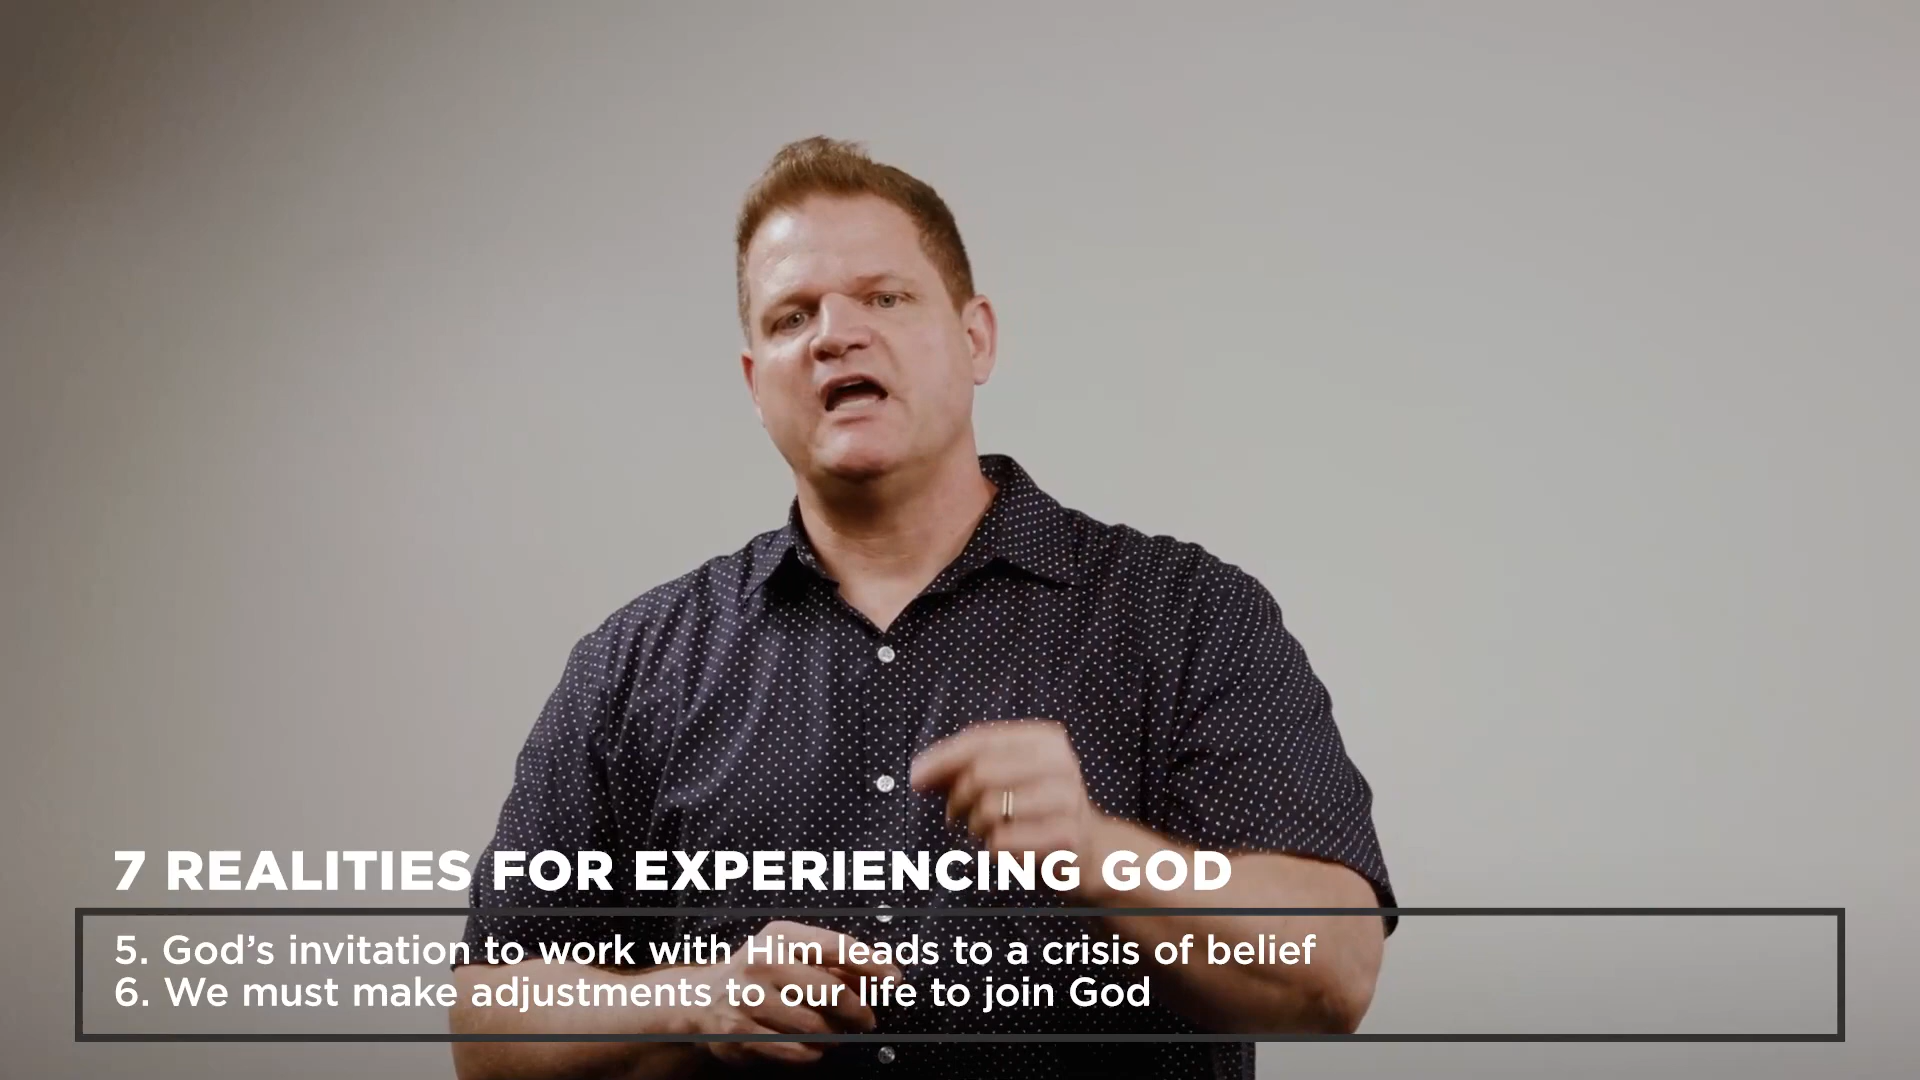 7 REALITIES FOR EXPERIENCING GOD
5. God’s invitation to work with Him leads to a crisis of belief
6. We must make adjustments to our life to join God